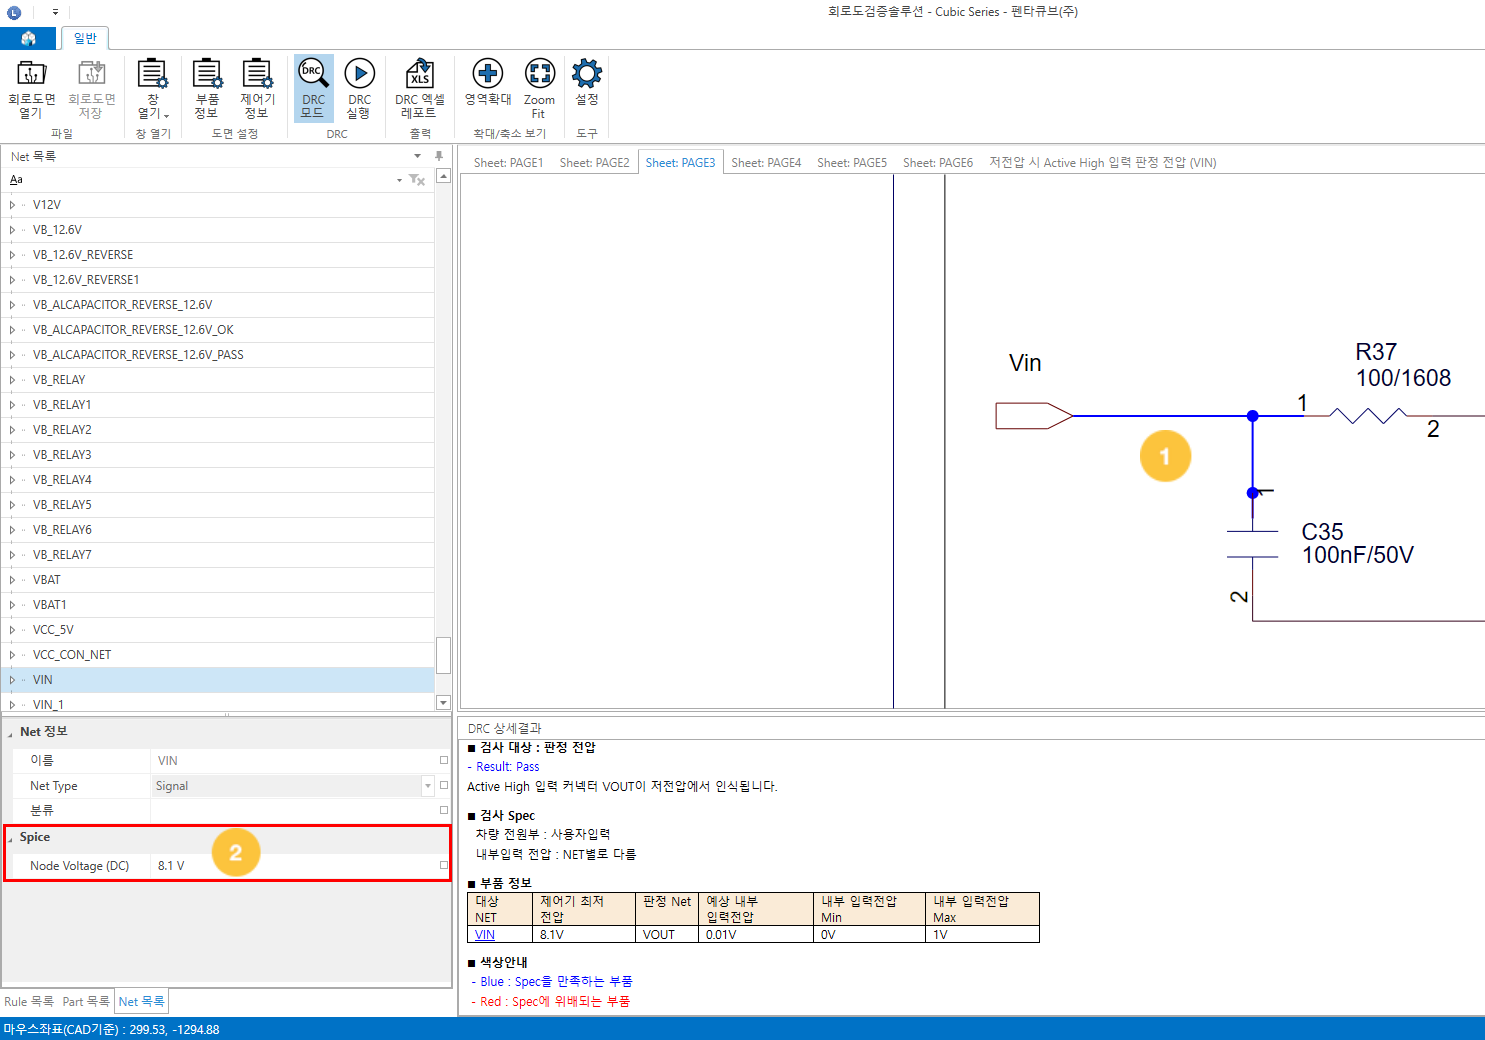 L
회로도검증솔루션 - Cubic Series - 펜타큐브(주)
일반
회로도면
열기
회로도면
저장
창
열기
부품
정보
제어기
정보
DRC
DRC
모드
DRC
실행
XLS
DRC 엑셀
레포트
영역확대
Zoom
Fit
설정
파일
창 열기
도면 설정
DRC
출력
확대/축소 보기
도구
Net 목록
Aa
V12V
VB_12.6V
VB_12.6V_REVERSE
VB_12.6V_REVERSE1
VB_ALCAPACITOR_REVERSE_12.6V
VB_ALCAPACITOR_REVERSE_12.6V_OK
VB_ALCAPACITOR_REVERSE_12.6V_PASS
VB_RELAY
VB_RELAY1
VB_RELAY2
VB_RELAY3
VB_RELAY4
VB_RELAY5
VB_RELAY6
VB_RELAY7
VBAT
VBAT1
VCC_5V
VCC_CON_NET
VIN
VIN_1
Net 정보
이름 VIN
Net Type Signal
분류
Spice
2
Node Voltage (DC) 8.1 V
Rule 목록 Part 목록 Net 목록
Sheet: PAGE1 Sheet: PAGE2 Sheet: PAGE3 Sheet: PAGE4 Sheet: PAGE5 Sheet: PAGE6 저전압 시 Active High 입력 판정 전압 (VIN)
Vin
R37
100/1608
1
2
1
1
C35
100nF/50V
2
DRC 상세결과
■ 검사 대상 : 판정 전압
- Result: Pass
Active High 입력 커넥터 VOUT이 저전압에서 인식됩니다.
■ 검사 Spec
차량 전원부 : 사용자입력
내부입력 전압 : NET별로 다름
■ 부품 정보
대상 NET 제어기 최저 전압 판정 Net 예상 내부 입력전압 내부 입력전압 Min 내부 입력전압 Max
VIN 8.1V VOUT 0.01V 0V 1V
■ 색상안내
- Blue : Spec을 만족하는 부품
- Red : Spec에 위배되는 부품
마우스좌표(CAD기준) : 299.53, -1294.88